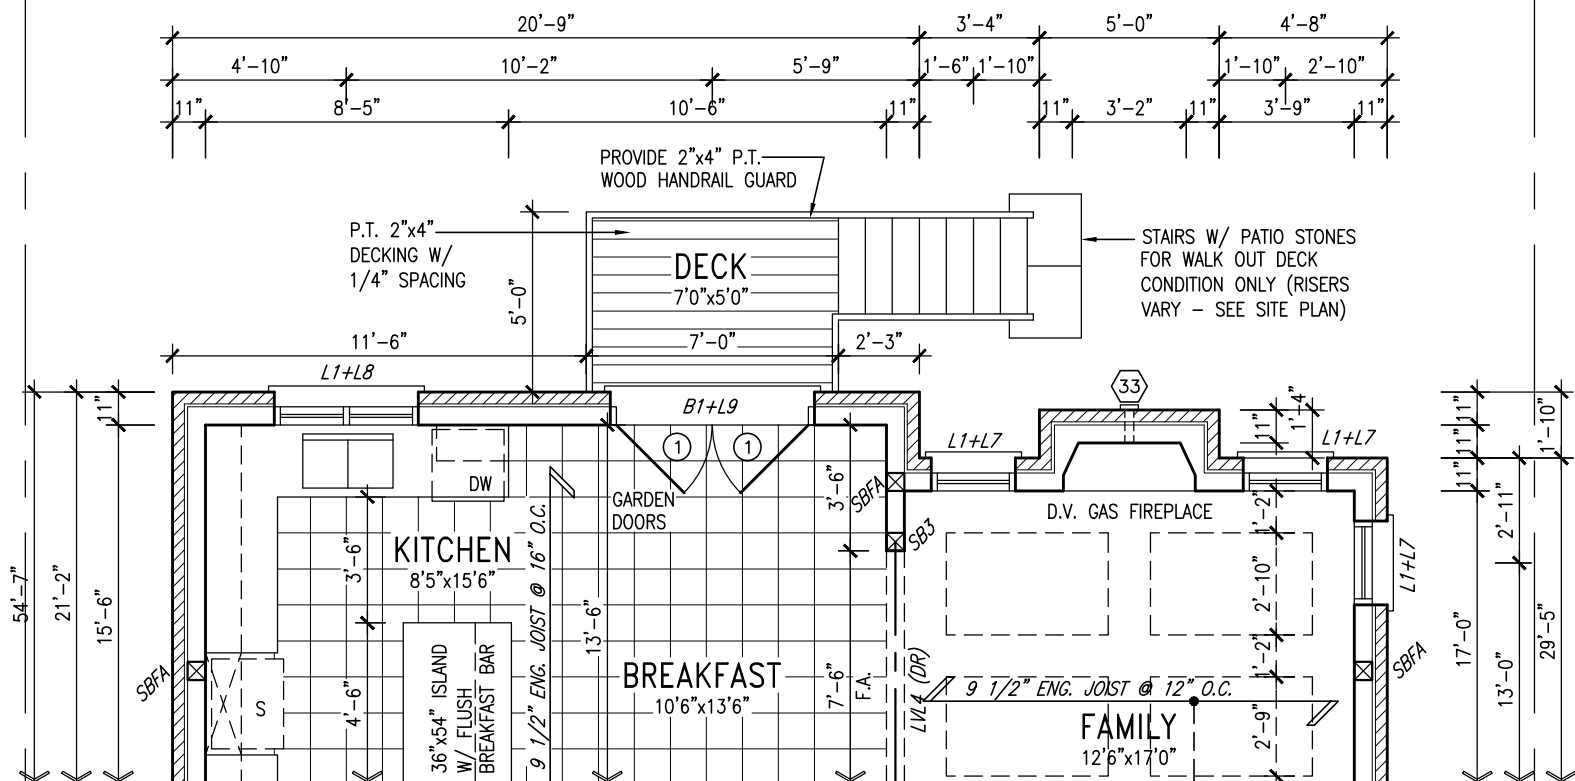 20'-9" 3'-4" 5'-0" 4'-8"
4'-10" 10'-2" 5'-9" 1'-6" 1'-10" 1'-10" 2'-10"
11" 8'-5" 10'-6" 11" 11" 3'-2" 11" 3'-9" 11"
PROVIDE 2"x4" P.T.
WOOD HANDRAIL GUARD
P.T. 2"x4"
DECKING W/
1/4" SPACING
DECK
7'0"x5'0"
STAIRS W/ PATIO STONES
FOR WALK OUT DECK
CONDITION ONLY (RISERS
VARY - SEE SITE PLAN)
5'-0"
11'-6" 7'-0" 2'-3"
L1+L8
B1+L9
33
L1+L7
L1+L7
11"
1'-4"
11"
11"
11"
11"
1'-10"
1 1
DW
GARDEN
DOORS
3'-6"
SBFA
SB3
D.V. GAS FIREPLACE
1'-2"
2'-11"
KITCHEN
8'5"x15'6"
3'-6"
9 1/2" ENG. JOIST @ 16" O.C.
2'-10"
L1+L7
54'-7"
21'-2"
15'-6"
13'-6"
17'-0"
29'-5"
13'-0"
SBFA
S
4'-6"
36"x54" ISLAND
W/ FLUSH
BREAKFAST BAR
BREAKFAST
10'6"x13'6"
7'-6"
F.A.
LVL4 (DR)
1'-2"
SBFA
9 1/2" ENG. JOIST @ 12" O.C.
FAMILY
12'6"x17'0"
2'-9"